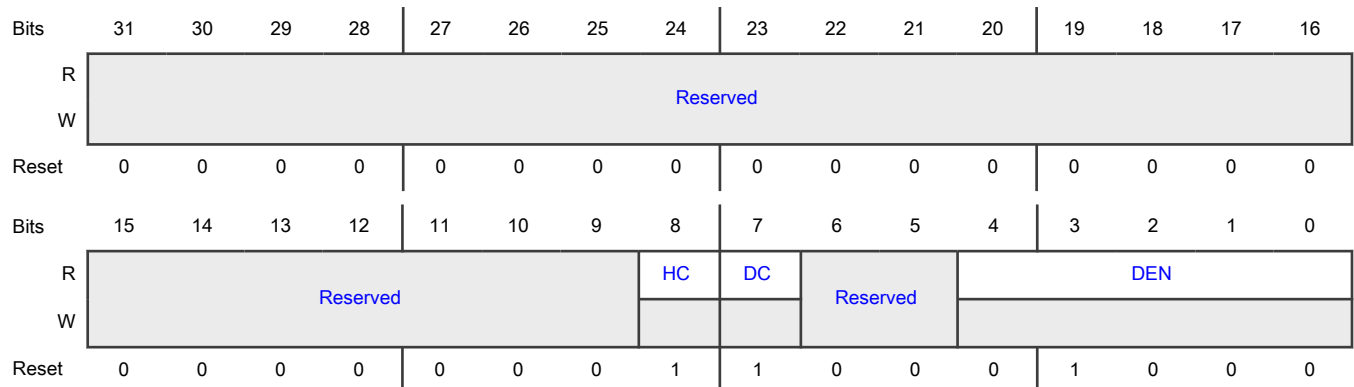 Bits 31 30 29 28 27 26 25 24 23 22 21 20 19 18 17 16
R
Reserved
W
Reset 0 0 0 0 0 0 0 0 0 0 0 0 0 0 0 0
Bits 15 14 13 12 11 10 9 8 7 6 5 4 3 2 1 0
R HC DC DEN
Reserved Reserved
W
Reset 0 0 0 0 0 0 0 1 1 0 0 0 1 0 0 0